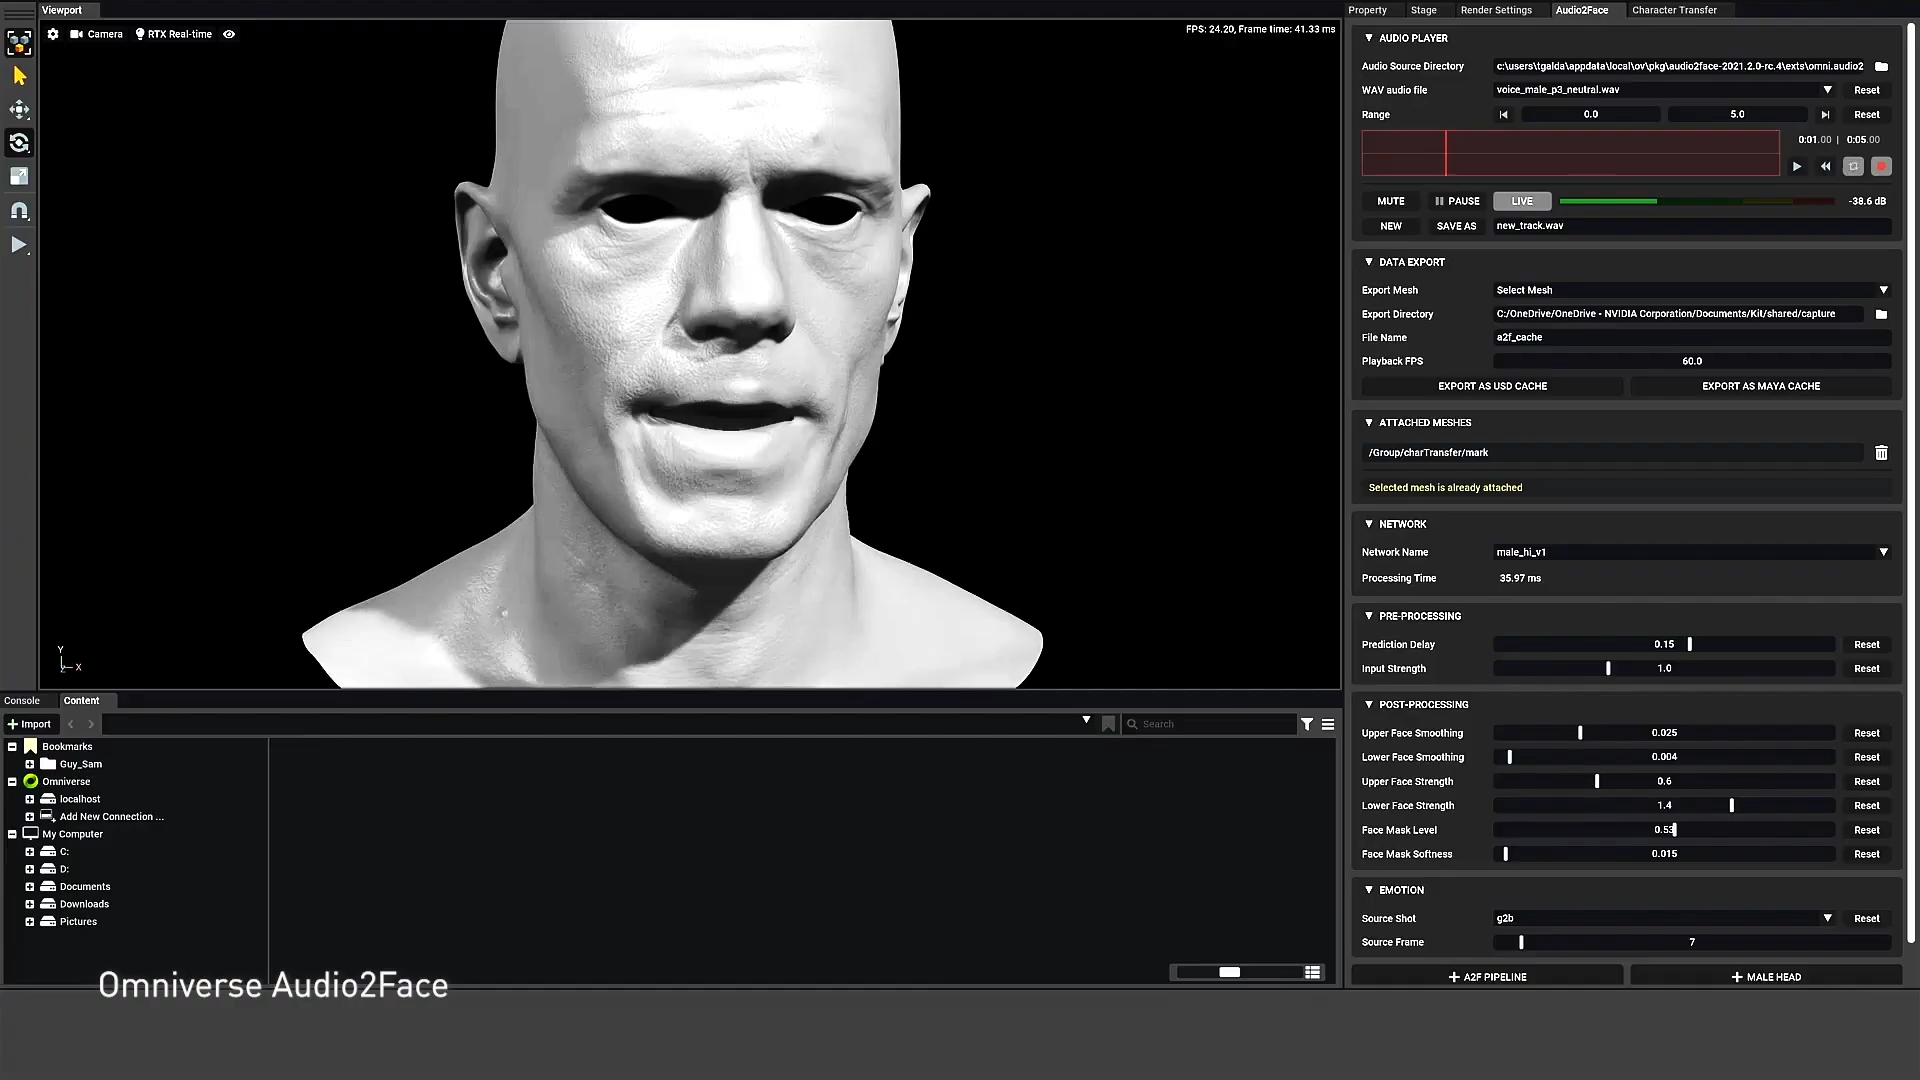 Viewport
Camera
RTX Real-time
FPS: 24.20, Frame time: 41.33 ms
Y
X
Property
Stage
Render Settings
Audio2Face
Character Transfer
AUDIO PLAYER
Audio Source Directory
c:\users\tgalda\appdata\local\ov\pkg\audio2face-2021.2.0-rc.4\exts\omni.audio2
WAV audio file
voice_male_p3_neutral.wav
Reset
Range
0.0
5.0
Reset
0:01.00 | 0:05.00
MUTE
PAUSE
LIVE
-38.6 dB
NEW
SAVE AS
new_track.wav
DATA EXPORT
Export Mesh
Select Mesh
Export Directory
C:/OneDrive/OneDrive - NVIDIA Corporation/Documents/Kit/shared/capture
File Name
a2f_cache
Playback FPS
60.0
EXPORT AS USD CACHE
EXPORT AS MAYA CACHE
ATTACHED MESHES
/Group/charTransfer/mark
Selected mesh is already attached
NETWORK
Network Name
male_hi_v1
Processing Time
35.97 ms
PRE-PROCESSING
Prediction Delay
0.15
Reset
Input Strength
1.0
Reset
POST-PROCESSING
Upper Face Smoothing
0.025
Reset
Lower Face Smoothing
0.004
Reset
Upper Face Strength
0.6
Reset
Lower Face Strength
1.4
Reset
Face Mask Level
0.53
Reset
Face Mask Softness
0.015
Reset
EMOTION
Source Shot
g2b
Reset
Source Frame
7
A2F PIPELINE
MALE HEAD
Console
Content
Import
Search
Bookmarks
Guy_Sam
Omniverse
localhost
Add New Connection ...
My Computer
C:
D:
Documents
Downloads
Pictures
Omniverse Audio2Face